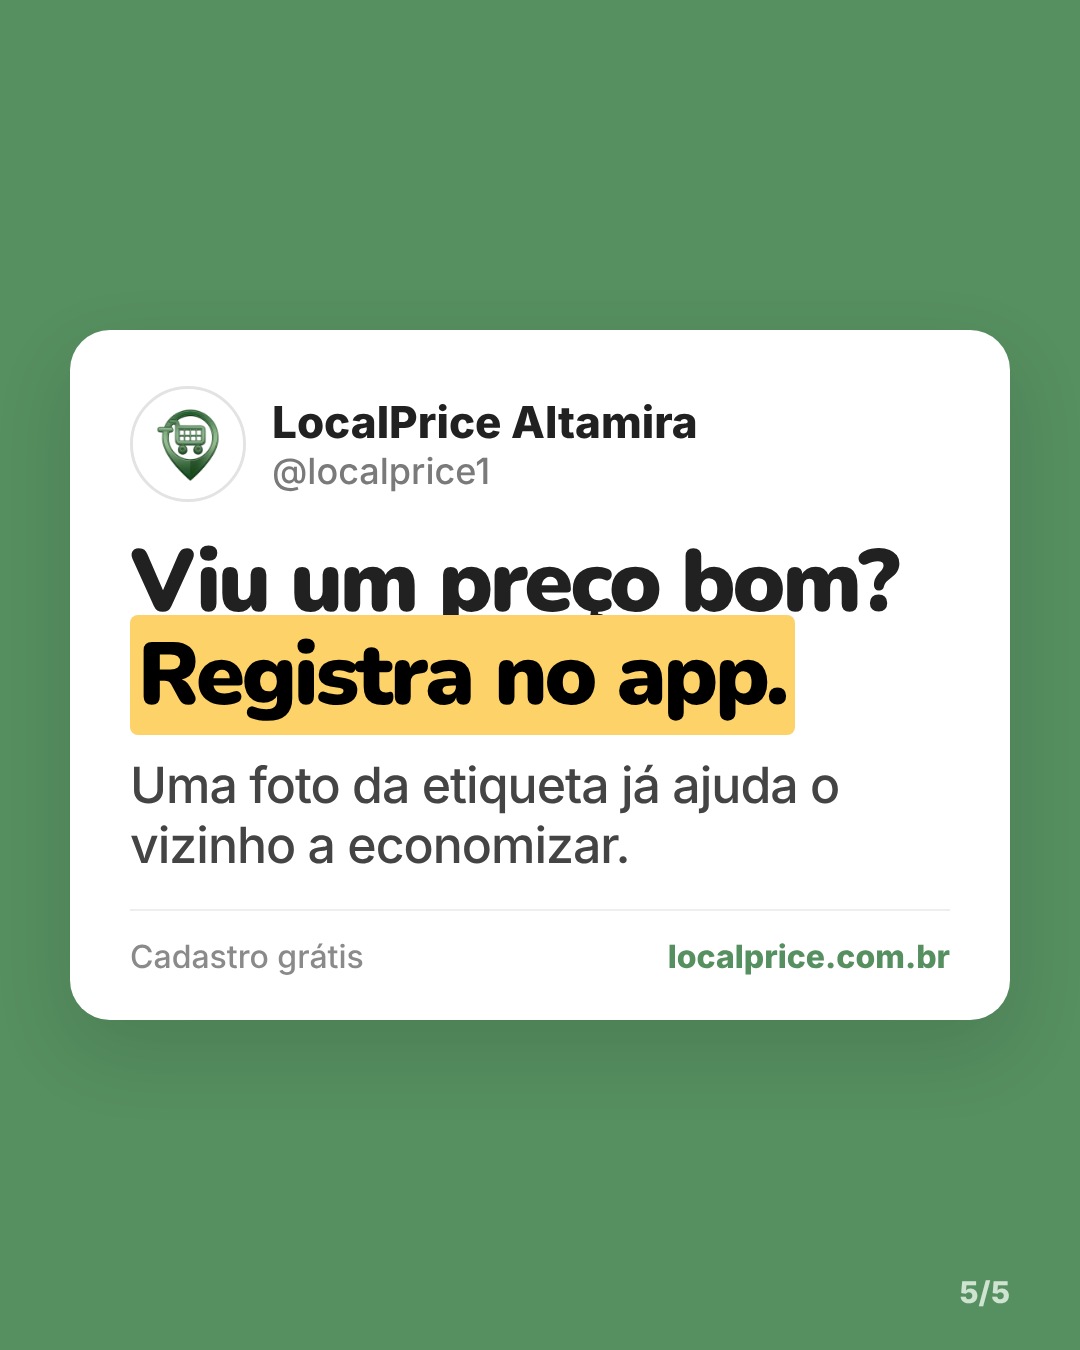 LocalPrice Altamira
@localprice1
Viu um preço bom?
Registra no app.
Uma foto da etiqueta já ajuda o
vizinho a economizar.
Cadastro grátis
localprice.com.br
5/5